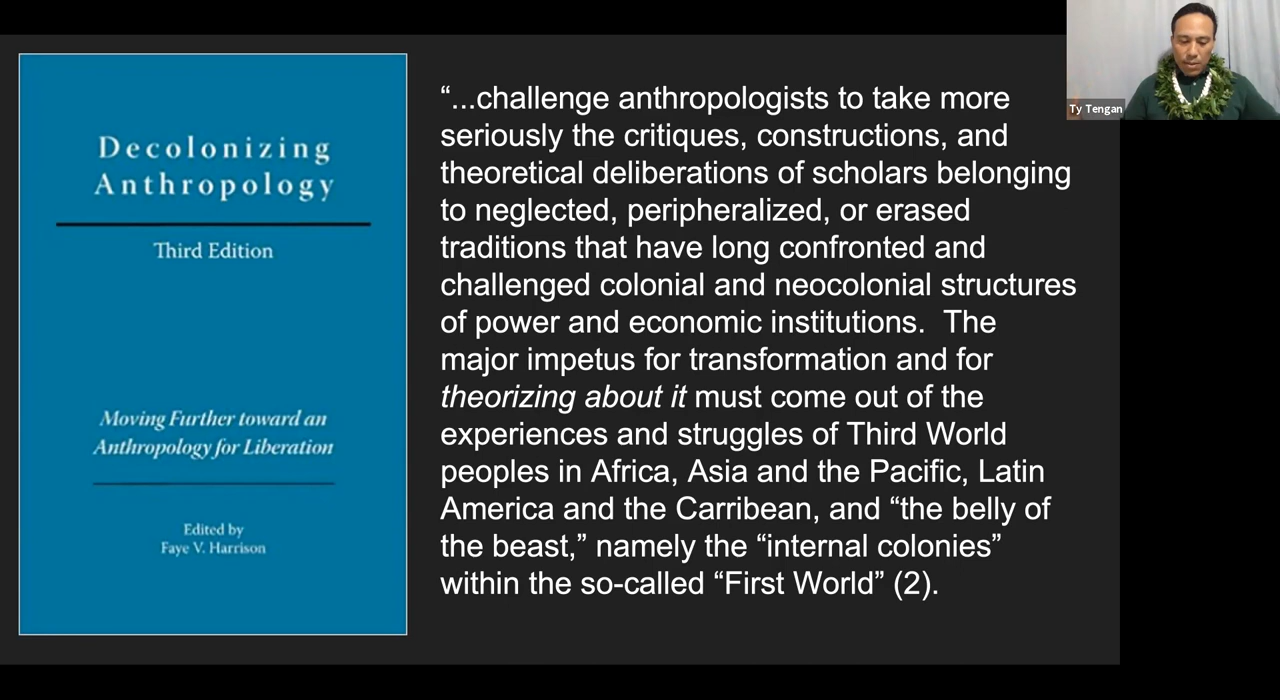 Decolonizing
Anthropology
Third Edition
Moving Further toward an
Anthropology for Liberation
Edited by
Faye V. Harrison
“...challenge anthropologists to take more
seriously the critiques, constructions, and
theoretical deliberations of scholars belonging
to neglected, peripheralized, or erased
traditions that have long confronted and
challenged colonial and neocolonial structures
of power and economic institutions.  The
major impetus for transformation and for
theorizing about it must come out of the
experiences and struggles of Third World
peoples in Africa, Asia and the Pacific, Latin
America and the Carribean, and “the belly of
the beast,” namely the “internal colonies”
within the so-called “First World” (2).
Ty Tengan